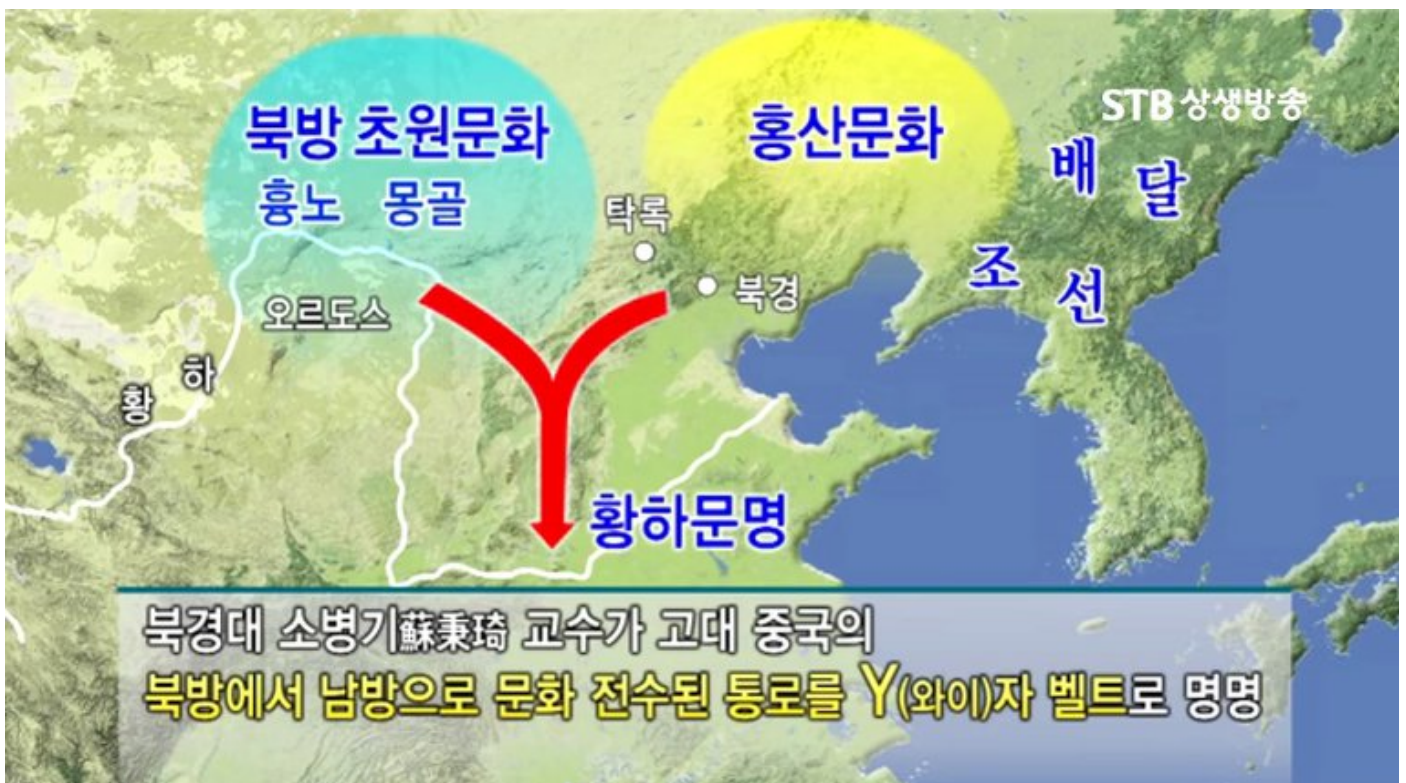 STB 상생방송
북방 초원문화
흉노 몽골
홍산문화
배달
조선
탁록
북경
오르도스
황하
황하문명
북경대 소병기蘇秉琦 교수가 고대 중국의
북방에서 남방으로 문화 전수된 통로를 Y(와이)자 벨트로 명명